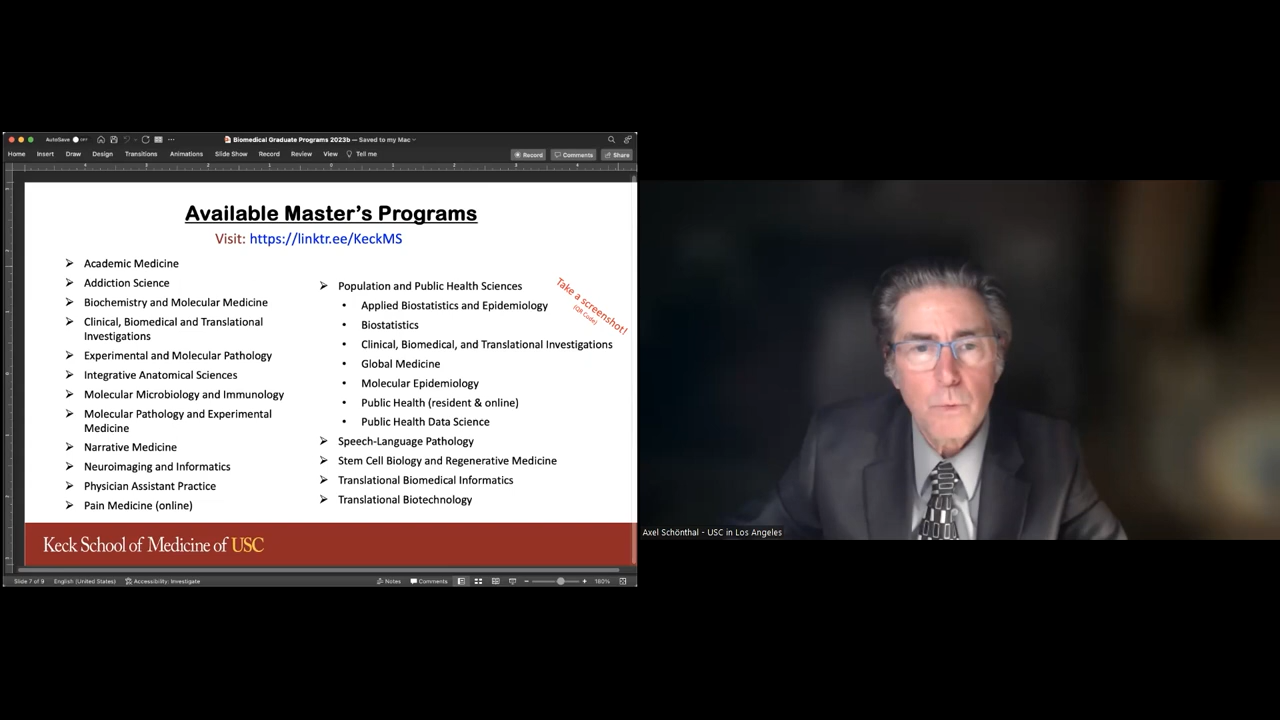 AutoSave OFF
Biomedical Graduate Programs 2023b — Saved to my Mac
Home Insert Draw Design Transitions Animations Slide Show Record Review View Tell me
Record Comments Share
Available Master's Programs
Visit: https://linktr.ee/KeckMS
Academic Medicine
Addiction Science
Biochemistry and Molecular Medicine
Clinical, Biomedical and Translational
Investigations
Experimental and Molecular Pathology
Integrative Anatomical Sciences
Molecular Microbiology and Immunology
Molecular Pathology and Experimental
Medicine
Narrative Medicine
Neuroimaging and Informatics
Physician Assistant Practice
Pain Medicine (online)
Population and Public Health Sciences
Applied Biostatistics and Epidemiology
Biostatistics
Clinical, Biomedical, and Translational Investigations
Global Medicine
Molecular Epidemiology
Public Health (resident & online)
Public Health Data Science
Speech-Language Pathology
Stem Cell Biology and Regenerative Medicine
Translational Biomedical Informatics
Translational Biotechnology
Take a screenshot!
(QR Code)
Keck School of Medicine of USC
Slide 7 of 9 English (United States) Accessibility: Investigate
Notes Comments 160%
Axel Schönthal - USC in Los Angeles